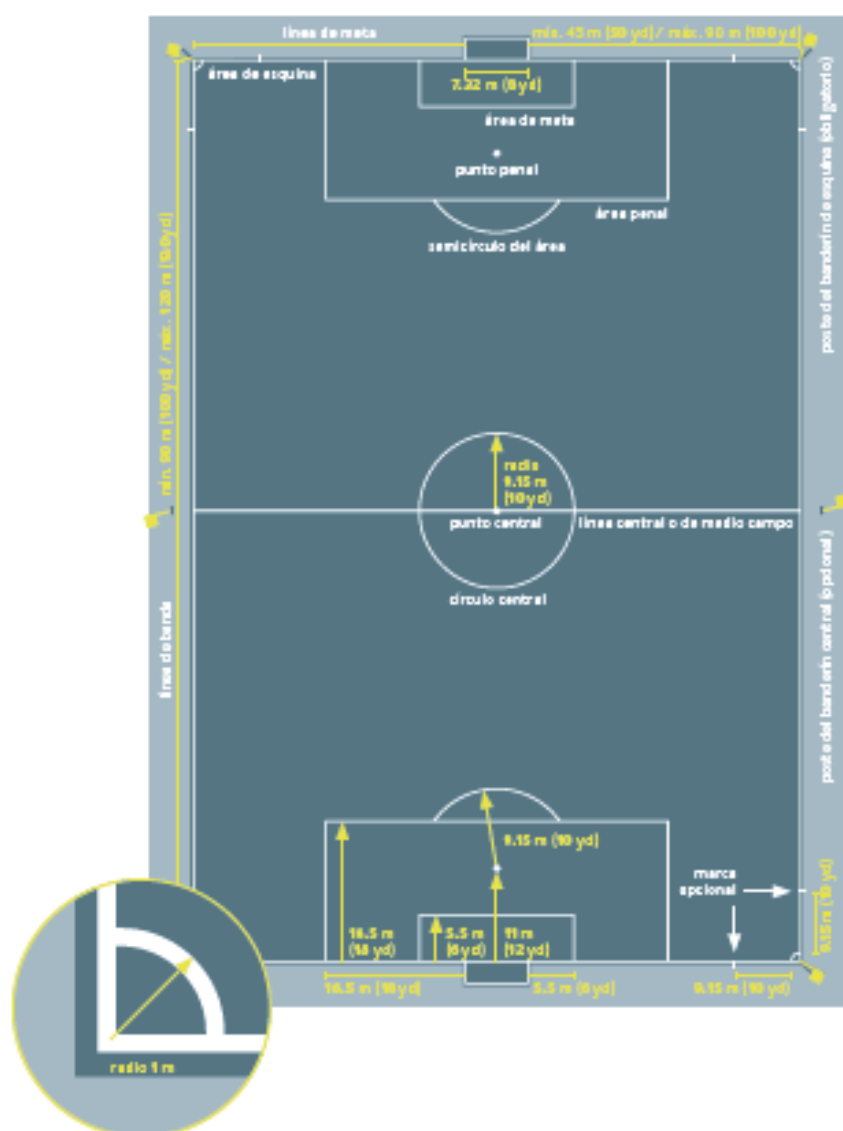 línea de meta
mín. 45 m (50 yd) / máx. 90 m (100 yd)
área de esquina
7.32 m (8 yd)
área de meta
punto penal
área penal
semicírculo del área
poste del banderín de esquina (obligatorio)
mín. 90 m (100 yd) / máx. 120 m (130 yd)
radio
9.15 m
(10 yd)
punto central
línea central o de medio campo
círculo central
línea de banda
poste del banderín central (opcional)
9.15 m (10 yd)
marca
opcional
9.15 m (10 yd)
16.5 m
(18 yd)
5.5 m
(6 yd)
11 m
(12 yd)
16.5 m (18 yd)
5.5 m (6 yd)
9.15 m (10 yd)
radio 1 m